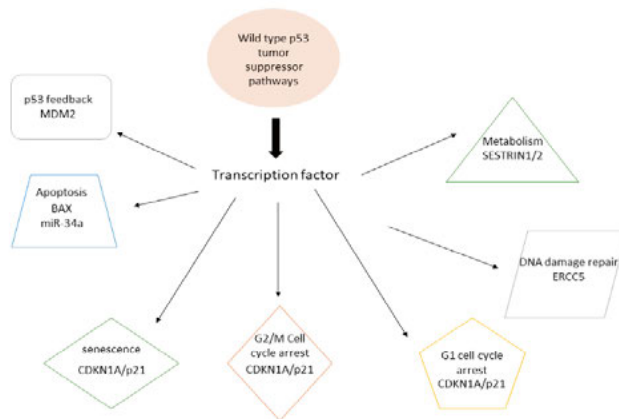 Wild type p53
tumor
suppressor
pathways
p53 feedback
MDM2
Metabolism
SESTRIN1/2
Transcription factor
Apoptosis
BAX
miR-34a
DNA damage repair
ERCC5
senescence
CDKN1A/p21
G2/M Cell
cycle arrest
CDKN1A/p21
G1 cell cycle
arrest
CDKN1A/p21